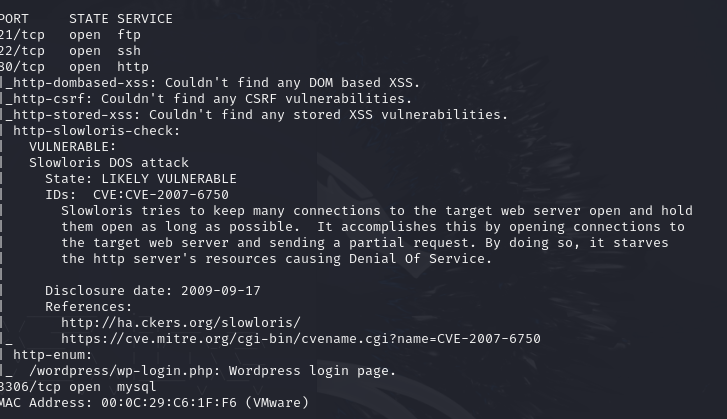 PORT     STATE SERVICE
21/tcp   open  ftp
22/tcp   open  ssh
80/tcp   open  http
|_http-dombased-xss: Couldn't find any DOM based XSS.
|_http-csrf: Couldn't find any CSRF vulnerabilities.
|_http-stored-xss: Couldn't find any stored XSS vulnerabilities.
| http-slowloris-check:
|   VULNERABLE:
|   Slowloris DOS attack
|     State: LIKELY VULNERABLE
|     IDs:  CVE:CVE-2007-6750
|       Slowloris tries to keep many connections to the target web server open and hold
|       them open as long as possible.  It accomplishes this by opening connections to
|       the target web server and sending a partial request. By doing so, it starves
|       the http server's resources causing Denial Of Service.
|
|     Disclosure date: 2009-09-17
|     References:
|       http://ha.ckers.org/slowloris/
|_      https://cve.mitre.org/cgi-bin/cvename.cgi?name=CVE-2007-6750
| http-enum:
|_  /wordpress/wp-login.php: Wordpress login page.
3306/tcp open  mysql
MAC Address: 00:0C:29:C6:1F:F6 (VMware)